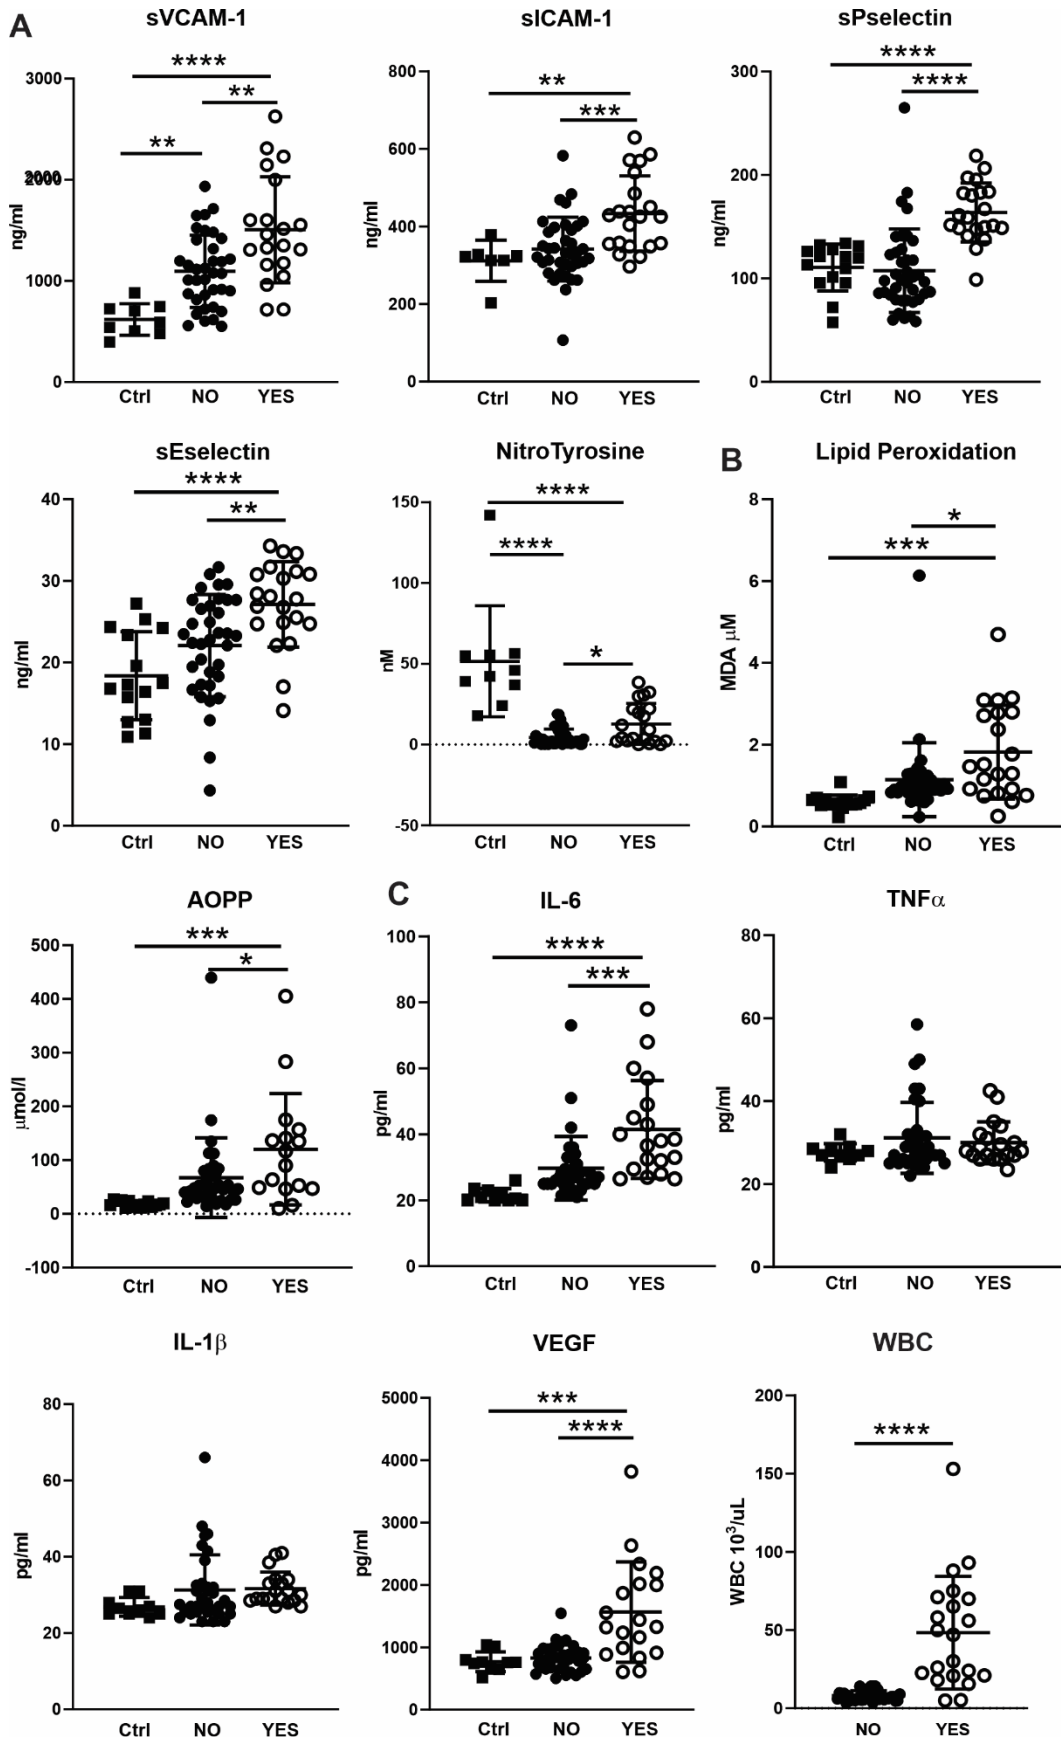 A
sVCAM-1
sICAM-1
sPselectin
**** ** **
** ***
**** ****
3000
2000
2000
1000
0
ng/ml
Ctrl NO YES
800
600
400
200
0
ng/ml
Ctrl NO YES
300
200
100
0
ng/ml
Ctrl NO YES
sEselectin
NitroTyrosine
B
Lipid Peroxidation
**** **
**** **** *
* ***
40
30
20
10
0
ng/ml
Ctrl NO YES
150
100
50
0
-50
nM
Ctrl NO YES
8
6
4
2
0
MDA µM
Ctrl NO YES
AOPP
C
IL-6
TNFα
*** *
**** ***
500
400
300
200
100
0
-100
µmol/l
Ctrl NO YES
100
80
60
40
20
0
pg/ml
Ctrl NO YES
80
60
40
20
0
pg/ml
Ctrl NO YES
IL-1β
VEGF
WBC
*** ****
****
80
60
40
20
0
pg/ml
Ctrl NO YES
5000
4000
3000
2000
1000
0
pg/ml
Ctrl NO YES
200
150
100
50
0
WBC 10³/uL
NO YES